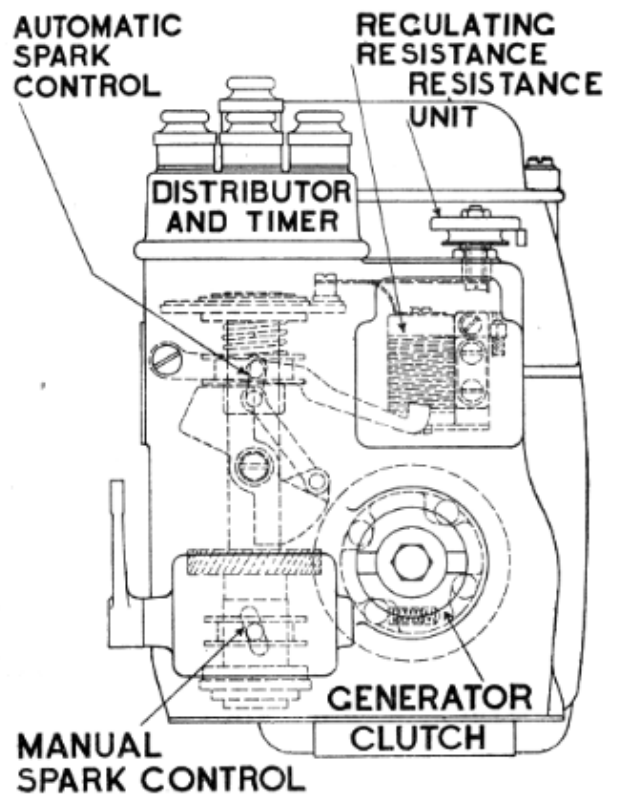 AUTOMATIC
SPARK
CONTROL
REGULATING
RESISTANCE
RESISTANCE
UNIT
DISTRIBUTOR
AND TIMER
GENERATOR
CLUTCH
MANUAL
SPARK CONTROL